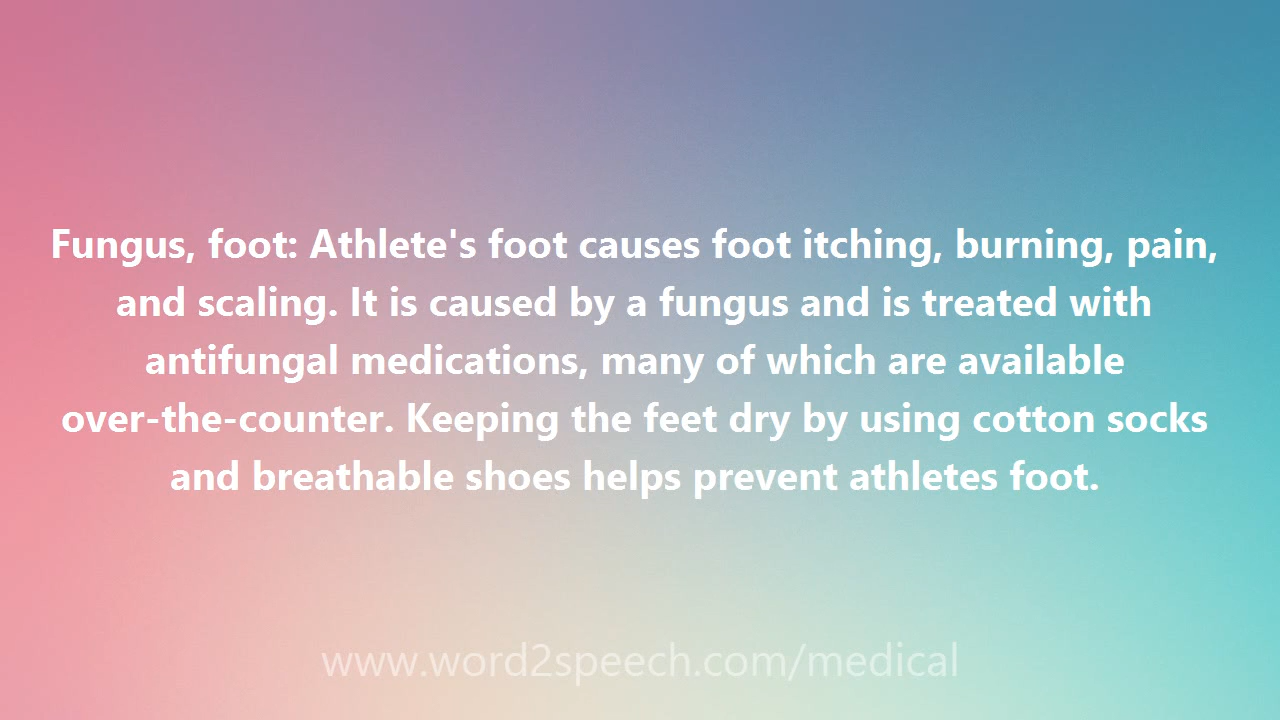 Fungus, foot: Athlete's foot causes foot itching, burning, pain,
and scaling. It is caused by a fungus and is treated with
antifungal medications, many of which are available
over-the-counter. Keeping the feet dry by using cotton socks
and breathable shoes helps prevent athletes foot.
www.word2speech.com/medical